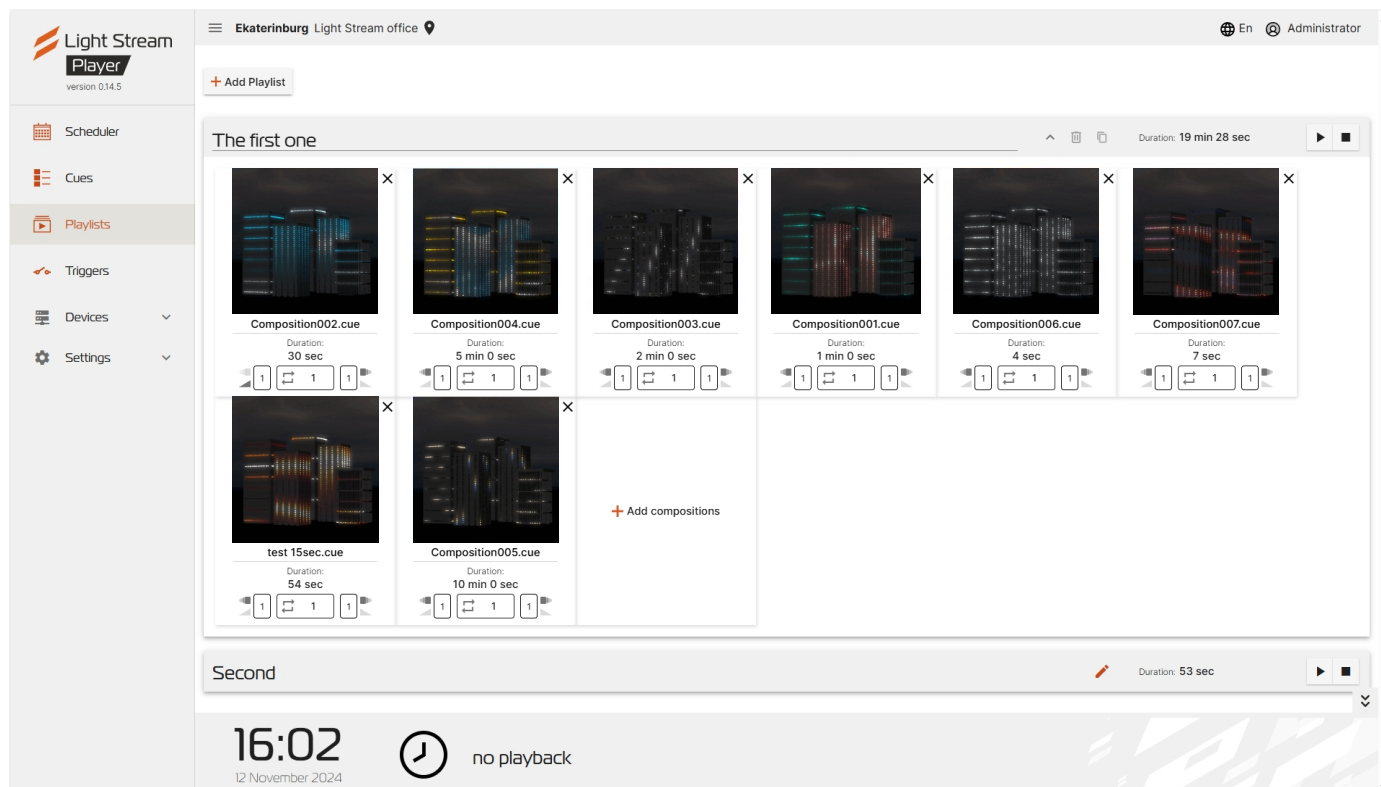 Light Stream
Player
version 0.14.5
Ekaterinburg Light Stream office
En
Administrator
Scheduler
Cues
Playlists
Triggers
Devices
Settings
Add Playlist
The first one
Duration: 19 min 28 sec
Composition002.cue
Duration:
30 sec
1 1 1
Composition004.cue
Duration:
5 min 0 sec
1 1 1
Composition003.cue
Duration:
2 min 0 sec
1 1 1
Composition001.cue
Duration:
1 min 0 sec
1 1 1
Composition006.cue
Duration:
4 sec
1 1 1
Composition007.cue
Duration:
7 sec
1 1 1
test 15sec.cue
Duration:
54 sec
1 1 1
Composition005.cue
Duration:
10 min 0 sec
1 1 1
Add compositions
Second
Duration: 53 sec
16:02
12 November 2024
no playback